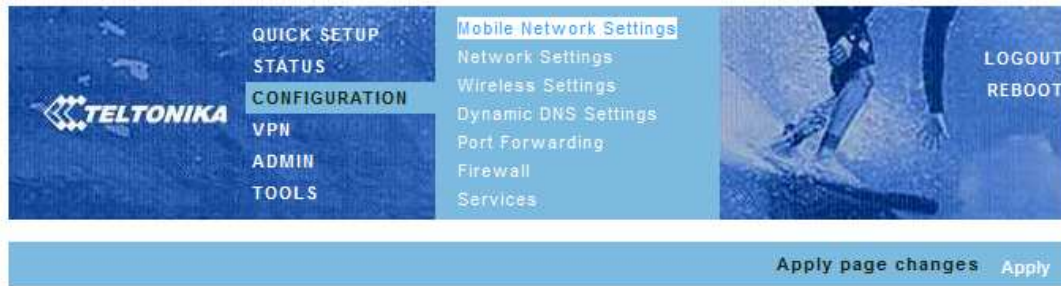 TELTONIKA
QUICK SETUP
STATUS
CONFIGURATION
VPN
ADMIN
TOOLS
Mobile Network Settings
Network Settings
Wireless Settings
Dynamic DNS Settings
Port Forwarding
Firewall
Services
LOGOUT
REBOOT
Apply page changes Apply